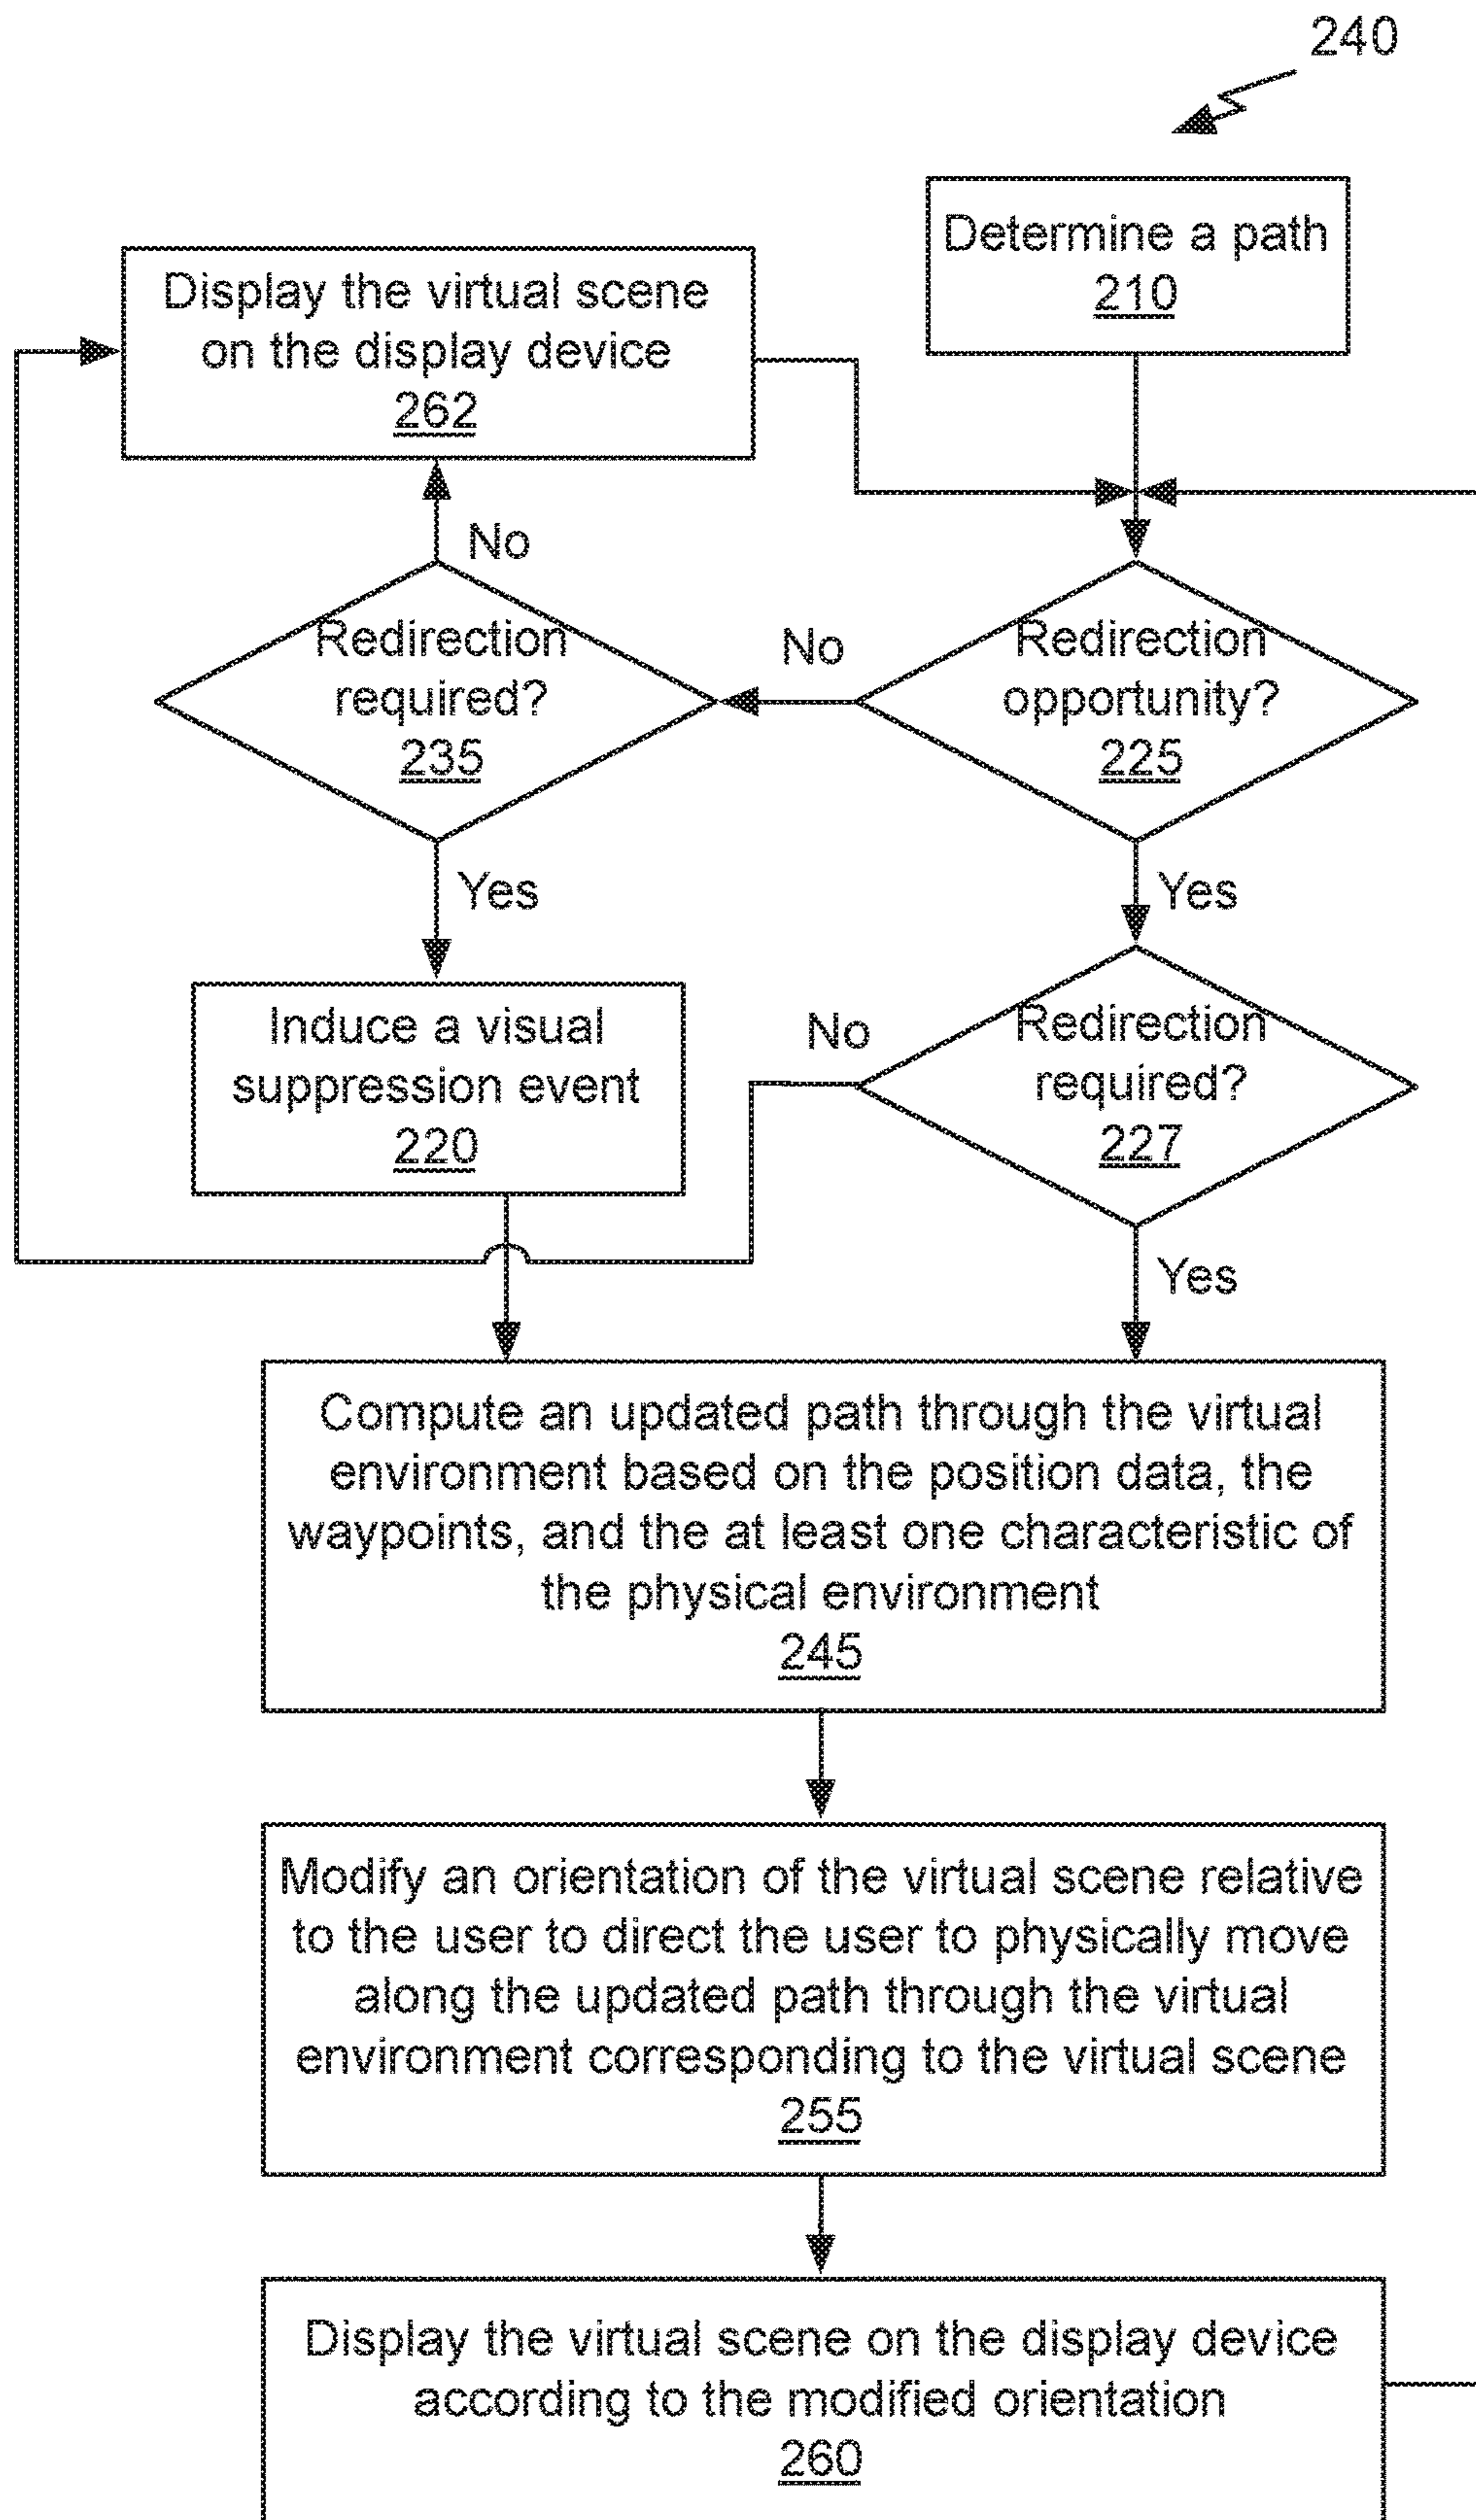 240
Determine a path
210
Display the virtual scene
on the display device
262
No
Redirection
required?
235
No
Redirection
opportunity?
225
Yes
Yes
Induce a visual
suppression event
220
No
Redirection
required?
227
Yes
Compute an updated path through the virtual
environment based on the position data, the
waypoints, and the at least one characteristic of
the physical environment
245
Modify an orientation of the virtual scene relative
to the user to direct the user to physically move
along the updated path through the virtual
environment corresponding to the virtual scene
255
Display the virtual scene on the display device
according to the modified orientation
260